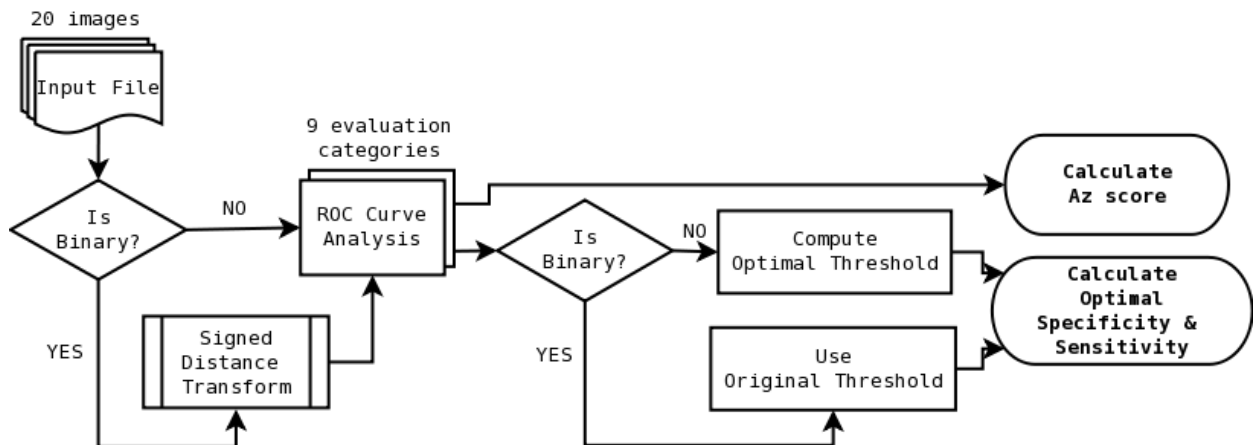 20 images
Input File
Is
Binary?
NO
YES
Signed
Distance
Transform
9 evaluation
categories
ROC Curve
Analysis
Is
Binary?
NO
YES
Compute
Optimal Threshold
Use
Original Threshold
Calculate
Az score
Calculate
Optimal
Specificity &
Sensitivity